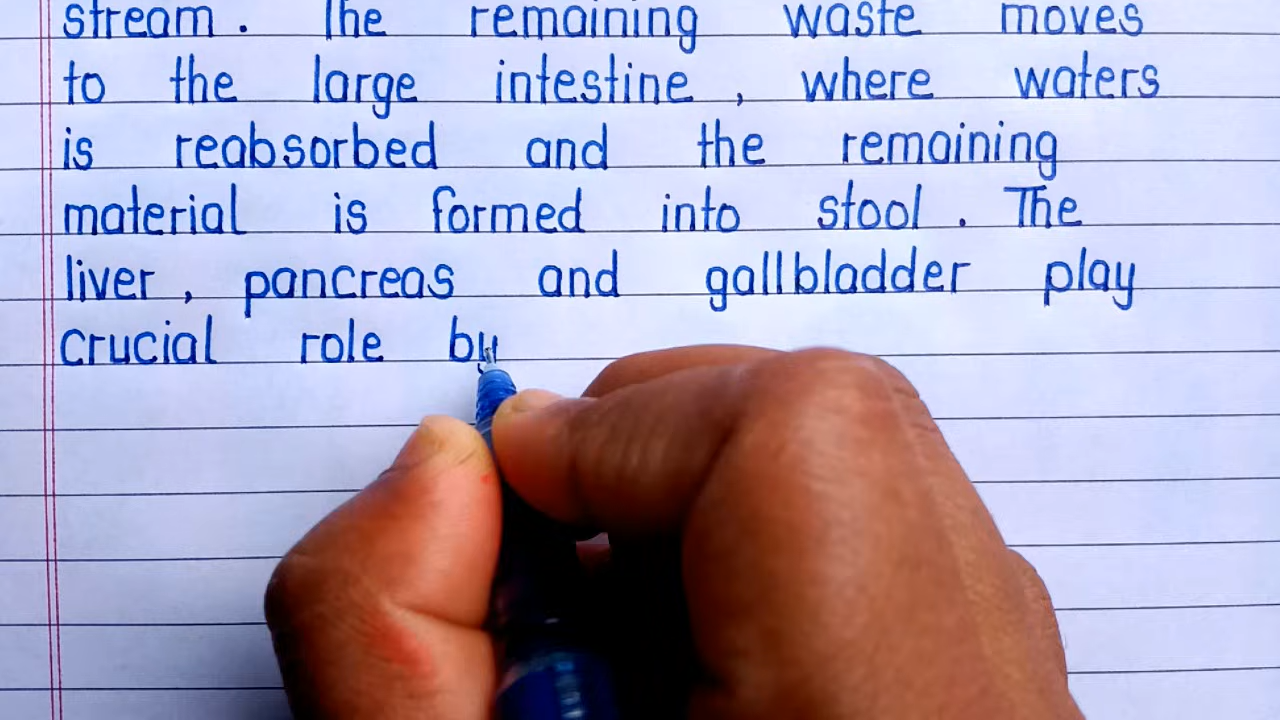 stream. The remaining waste moves
to the large intestine, where waters
is reabsorbed and the remaining
material is formed into stool. The
liver, pancreas and gallbladder play
crucial role by